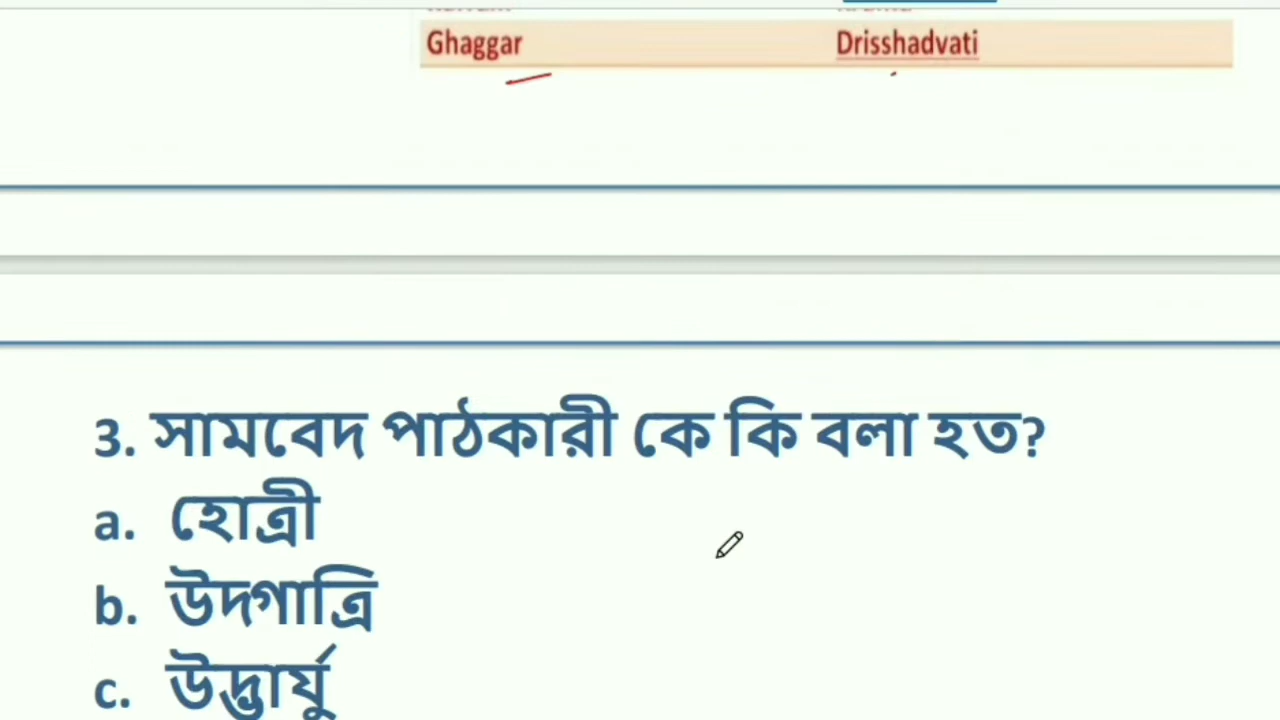 Ghaggar Drisshadvati
3. সামবেদ পাঠকারী কে কি বলা হত?
a. হোত্রী
b. উদগাত্রি
c. উদ্ভার্যু